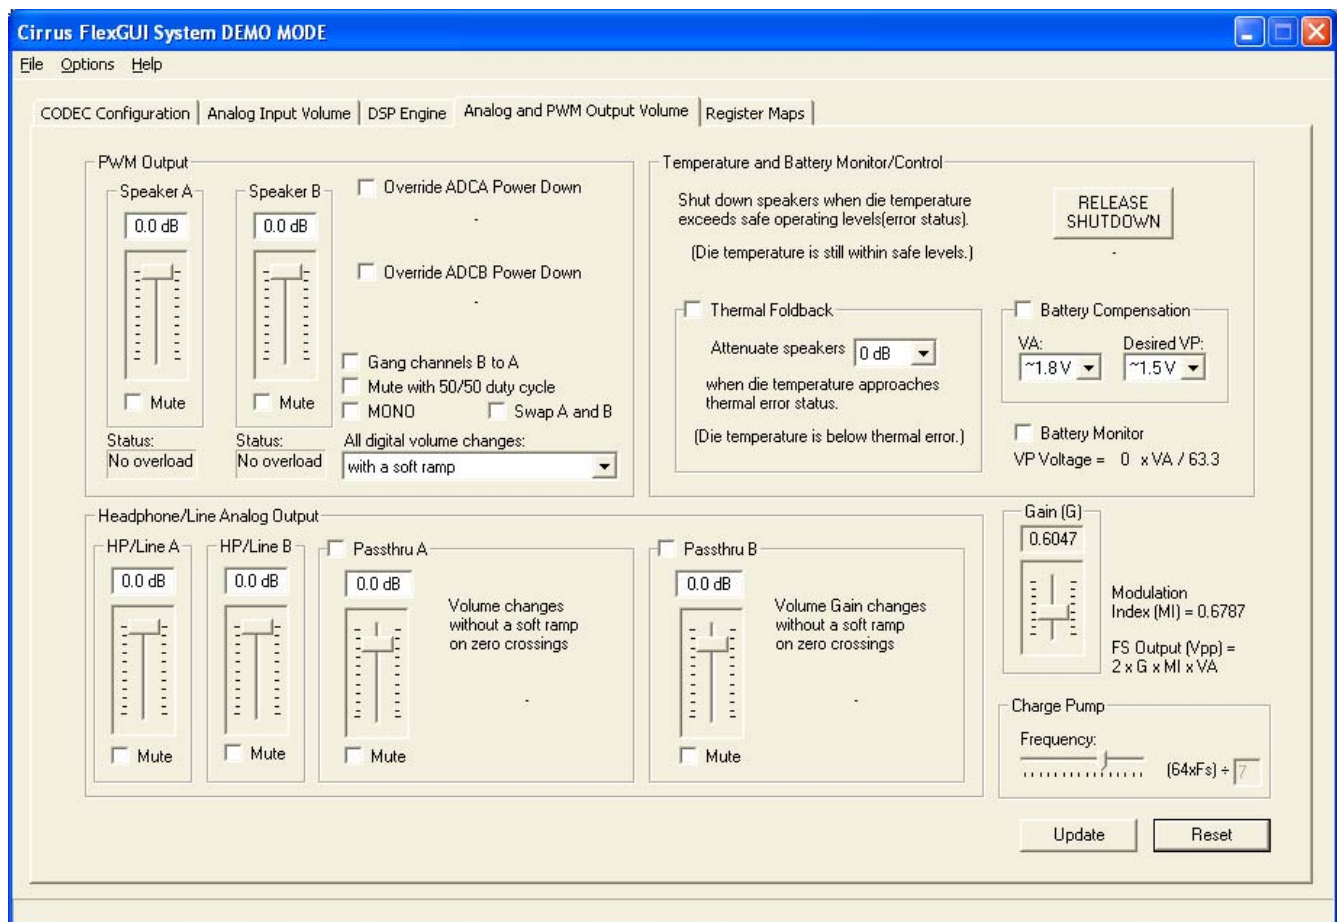 Cirrus FlexGUI System DEMO MODE
File Options Help
CODEC Configuration
Analog Input Volume
DSP Engine
Analog and PWM Output Volume
Register Maps
PWM Output
Speaker A
0.0 dB
Mute
Status:
No overload
Speaker B
0.0 dB
Mute
Status:
No overload
Override ADCA Power Down
-
Override ADCB Power Down
-
Gang channels B to A
Mute with 50/50 duty cycle
MONO
Swap A and B
All digital volume changes:
with a soft ramp
Temperature and Battery Monitor/Control
Shut down speakers when die temperature
exceeds safe operating levels(error status).
(Die temperature is still within safe levels.)
RELEASE
SHUTDOWN
-
Thermal Foldback
Attenuate speakers 0 dB
when die temperature approaches
thermal error status.
(Die temperature is below thermal error.)
Battery Compensation
VA:
~1.8 V
Desired VP:
~1.5 V
Battery Monitor
VP Voltage = 0 x VA / 63.3
Headphone/Line Analog Output
HP/Line A
0.0 dB
Mute
HP/Line B
0.0 dB
Mute
Passthru A
0.0 dB
Volume changes
without a soft ramp
on zero crossings
-
Mute
Passthru B
0.0 dB
Volume Gain changes
without a soft ramp
on zero crossings
-
Mute
Gain (G)
0.6047
Modulation
Index (MI) = 0.6787
FS Output (Vpp) =
2 x G x MI x VA
Charge Pump
Frequency:
(64xFs) ÷ 7
Update
Reset